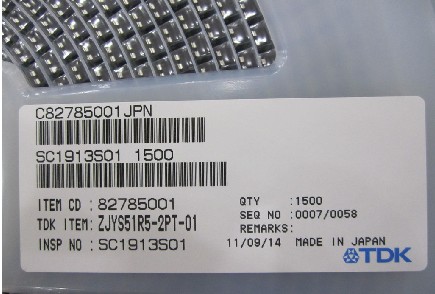 C82785001JPN
SC1913S01 1500
ITEM CD : 82785001
TDK ITEM: ZJYS51R5-2PT-01
INSP NO : SC1913S01
QTY :1500
SEQ NO :0007/0058
REMARKS:
11/09/14 MADE IN JAPAN
TDK